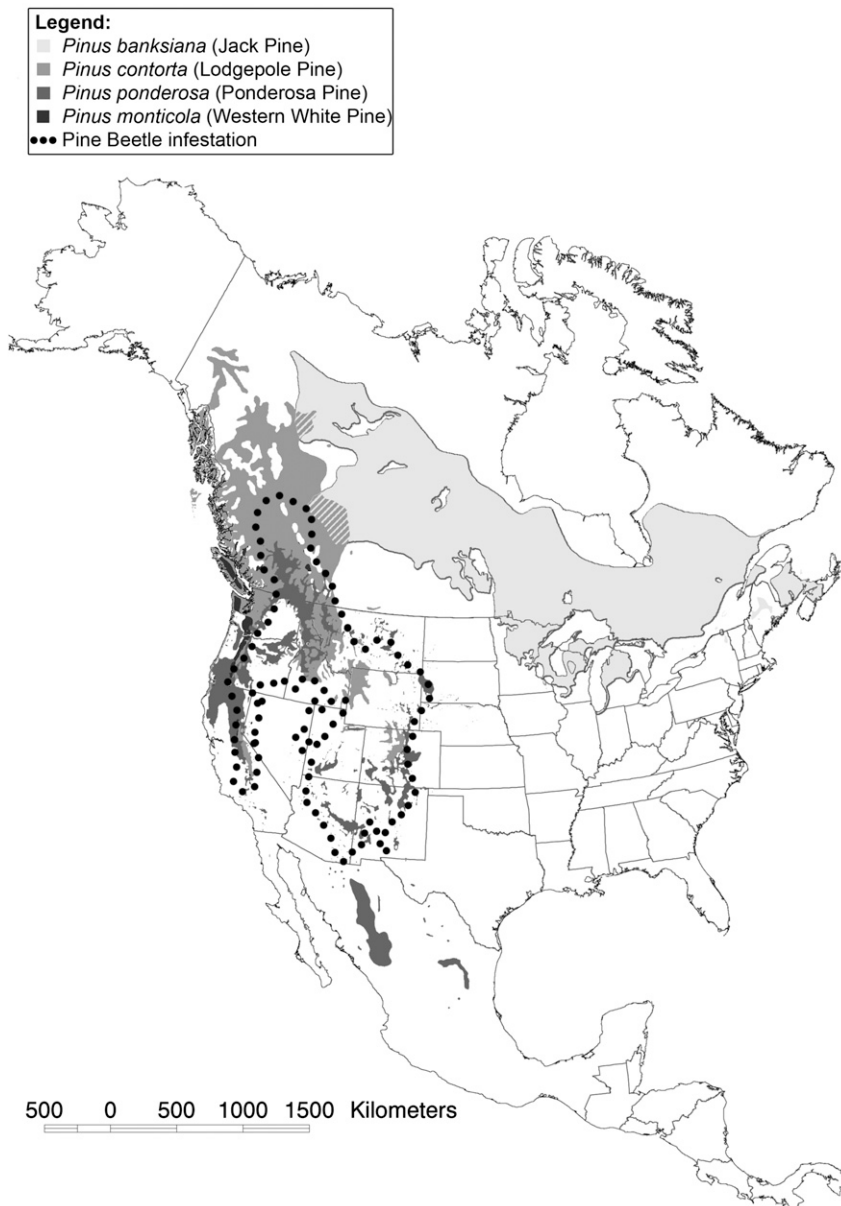 Legend:
Pinus banksiana (Jack Pine)
Pinus contorta (Lodgepole Pine)
Pinus ponderosa (Ponderosa Pine)
Pinus monticola (Western White Pine)
Pine Beetle infestation
500 0 500 1000 1500 Kilometers